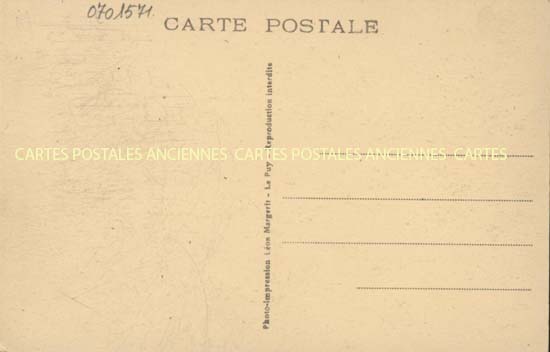 0701571
CARTE POSTALE
CARTES POSTALES ANCIENNES CARTES POSTALES ANCIENNES CARTES
Photo-impression Léon Margerit - Le Puy - Reproduction interdite